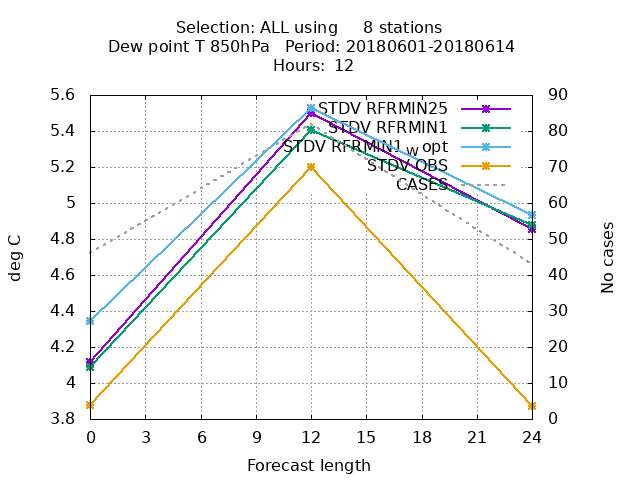 Selection: ALL using 8 stations
Dew point T 850hPa Period: 20180601-20180614
Hours: 12
5.6
5.4
5.2
5
4.8
4.6
4.4
4.2
4
3.8
90
80
70
60
50
40
30
20
10
0
0 3 6 9 12 15 18 21 24
deg C
No cases
Forecast length
STDV RFRMIN25
STDV RFRMIN1
STDV RFRMIN1_w opt
STDV OBS
CASES